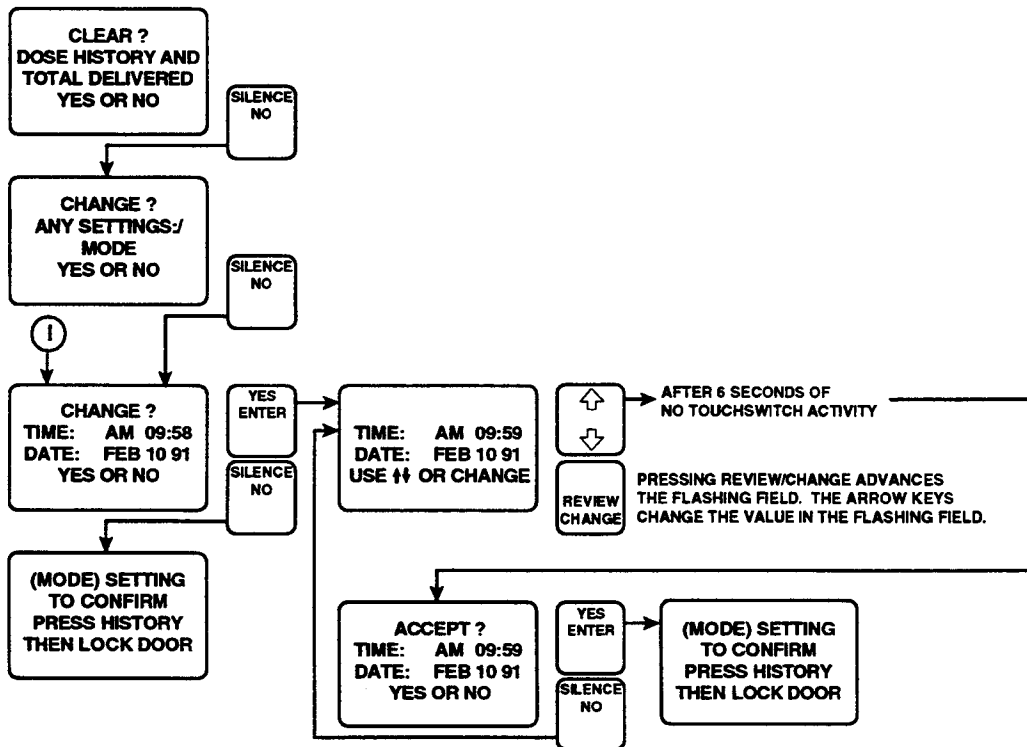 CLEAR ?
DOSE HISTORY AND
TOTAL DELIVERED
YES OR NO
SILENCE
NO
CHANGE ?
ANY SETTINGS:/
MODE
YES OR NO
SILENCE
NO
I
CHANGE ?
TIME: AM 09:58
DATE: FEB 10 91
YES OR NO
YES
ENTER
SILENCE
NO
TIME: AM 09:59
DATE: FEB 10 91
USE ⬆⬇ OR CHANGE
AFTER 6 SECONDS OF
NO TOUCHSWITCH ACTIVITY
REVIEW
CHANGE
PRESSING REVIEW/CHANGE ADVANCES
THE FLASHING FIELD. THE ARROW KEYS
CHANGE THE VALUE IN THE FLASHING FIELD.
(MODE) SETTING
TO CONFIRM
PRESS HISTORY
THEN LOCK DOOR
ACCEPT ?
TIME: AM 09:59
DATE: FEB 10 91
YES OR NO
YES
ENTER
SILENCE
NO
(MODE) SETTING
TO CONFIRM
PRESS HISTORY
THEN LOCK DOOR